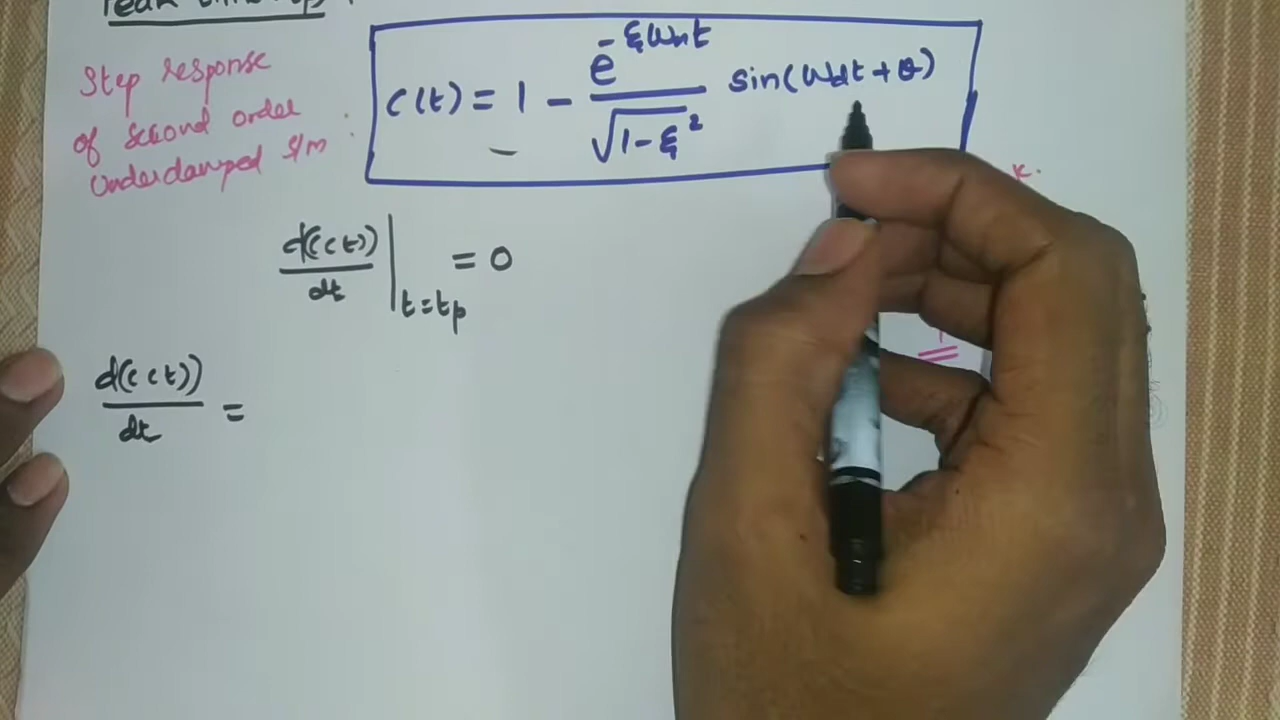 Step response
of second order
underdamped s/m :
c(t) = 1 - e^-ξωnt / √1-ξ² sin(ωdt + θ)
d(c(t))/dt |t=tp = 0
d(c(t))/dt =